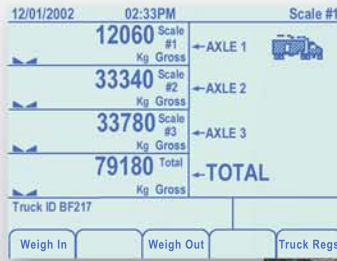 12/01/2002 02:33PM Scale #1
12060 Scale #1 Kg Gross ←AXLE 1
33340 Scale #2 Kg Gross ←AXLE 2
33780 Scale #3 Kg Gross ←AXLE 3
79180 Total Kg Gross ←TOTAL
Truck ID BF217
Weigh In Weigh Out Truck Regs